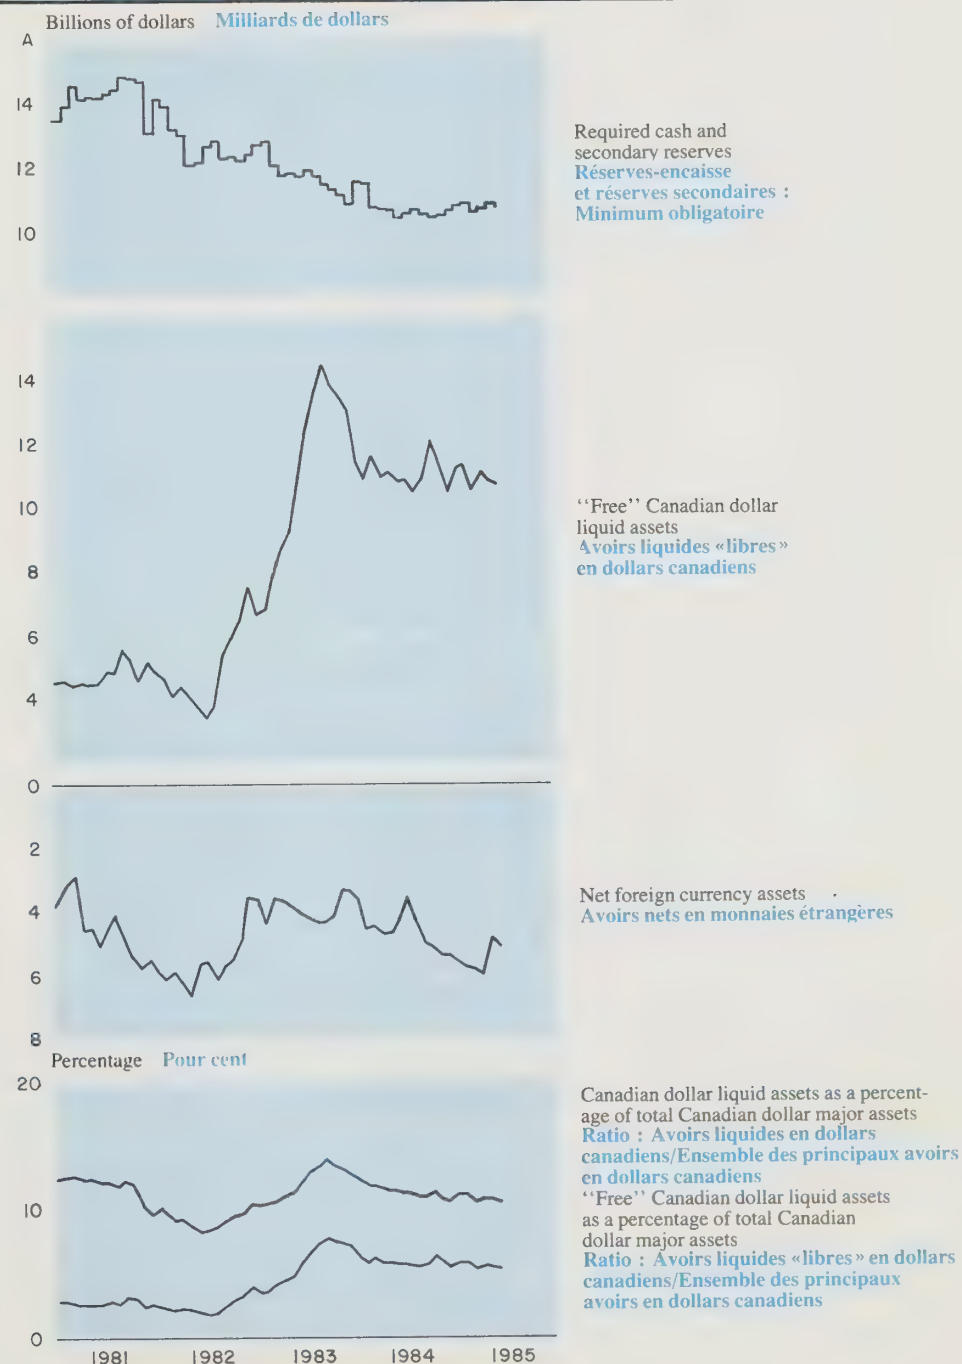 Billions of dollars Milliards de dollars
A
14
12
10
Required cash and
secondary reserves
Réserves-encaisse
et réserves secondaires :
Minimum obligatoire
14
12
10
8
6
4
0
"Free" Canadian dollar
liquid assets
Avoirs liquides «libres»
en dollars canadiens
2
4
6
8
Net foreign currency assets
Avoirs nets en monnaies étrangères
Percentage Pour cent
20
10
0
Canadian dollar liquid assets as a percent-
age of total Canadian dollar major assets
Ratio : Avoirs liquides en dollars
canadiens/Ensemble des principaux avoirs
en dollars canadiens
"Free" Canadian dollar liquid assets
as a percentage of total Canadian
dollar major assets
Ratio : Avoirs liquides «libres» en dollars
canadiens/Ensemble des principaux
avoirs en dollars canadiens
1981 1982 1983 1984 1985